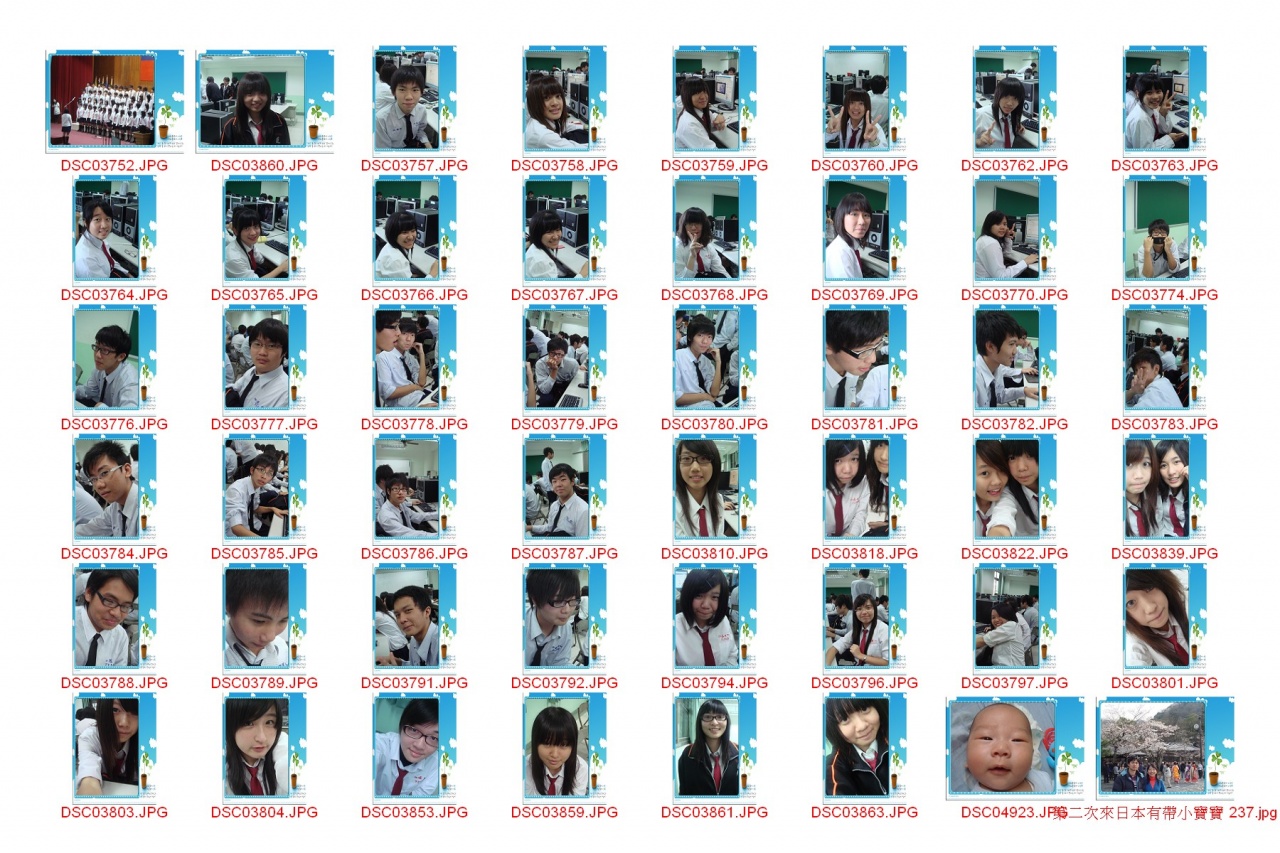 DSC03752.JPG DSC03860.JPG DSC03757.JPG DSC03758.JPG DSC03759.JPG DSC03760.JPG DSC03762.JPG DSC03763.JPG
DSC03764.JPG DSC03765.JPG DSC03766.JPG DSC03767.JPG DSC03768.JPG DSC03769.JPG DSC03770.JPG DSC03774.JPG
DSC03776.JPG DSC03777.JPG DSC03778.JPG DSC03779.JPG DSC03780.JPG DSC03781.JPG DSC03782.JPG DSC03783.JPG
DSC03784.JPG DSC03785.JPG DSC03786.JPG DSC03787.JPG DSC03810.JPG DSC03818.JPG DSC03822.JPG DSC03839.JPG
DSC03788.JPG DSC03789.JPG DSC03791.JPG DSC03792.JPG DSC03794.JPG DSC03796.JPG DSC03797.JPG DSC03801.JPG
DSC03803.JPG DSC03804.JPG DSC03853.JPG DSC03859.JPG DSC03861.JPG DSC03863.JPG DSC04923.JPG 第二次來日本有帶小寶寶 237.jpg